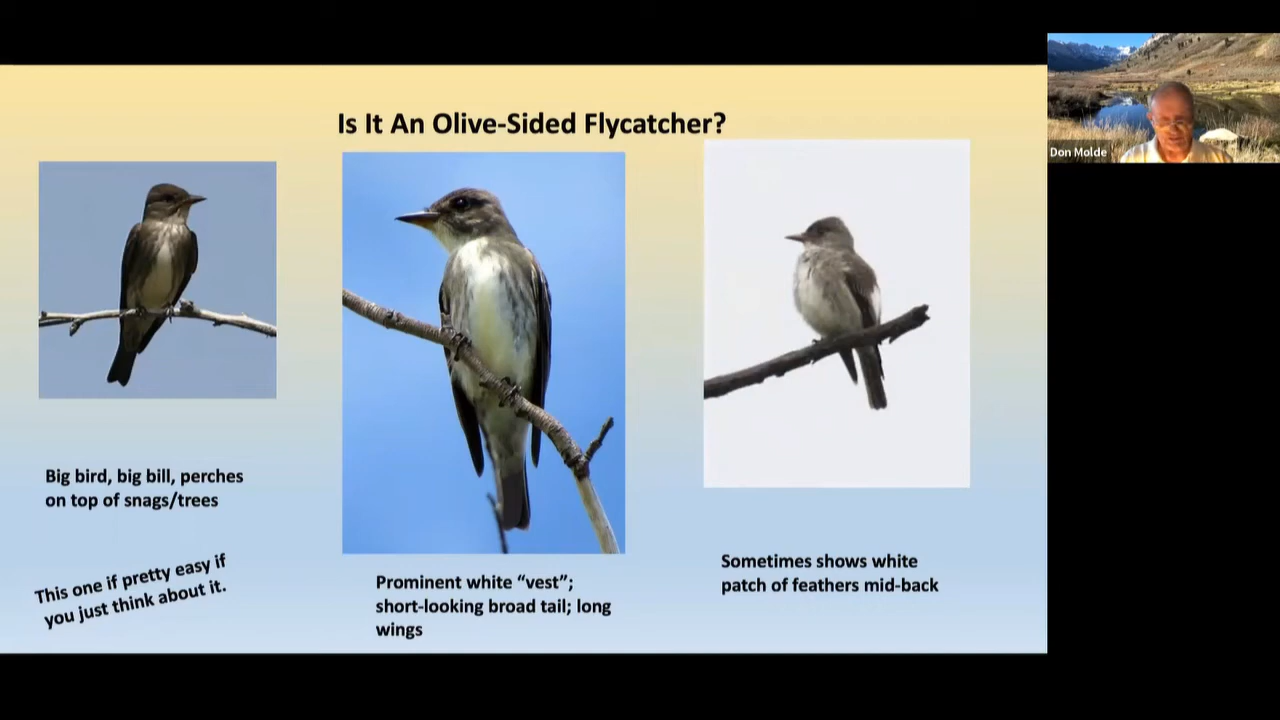 Is It An Olive-Sided Flycatcher?
Don Molde
Big bird, big bill, perches
on top of snags/trees
This one if pretty easy if
you just think about it.
Prominent white “vest”;
short-looking broad tail; long
wings
Sometimes shows white
patch of feathers mid-back